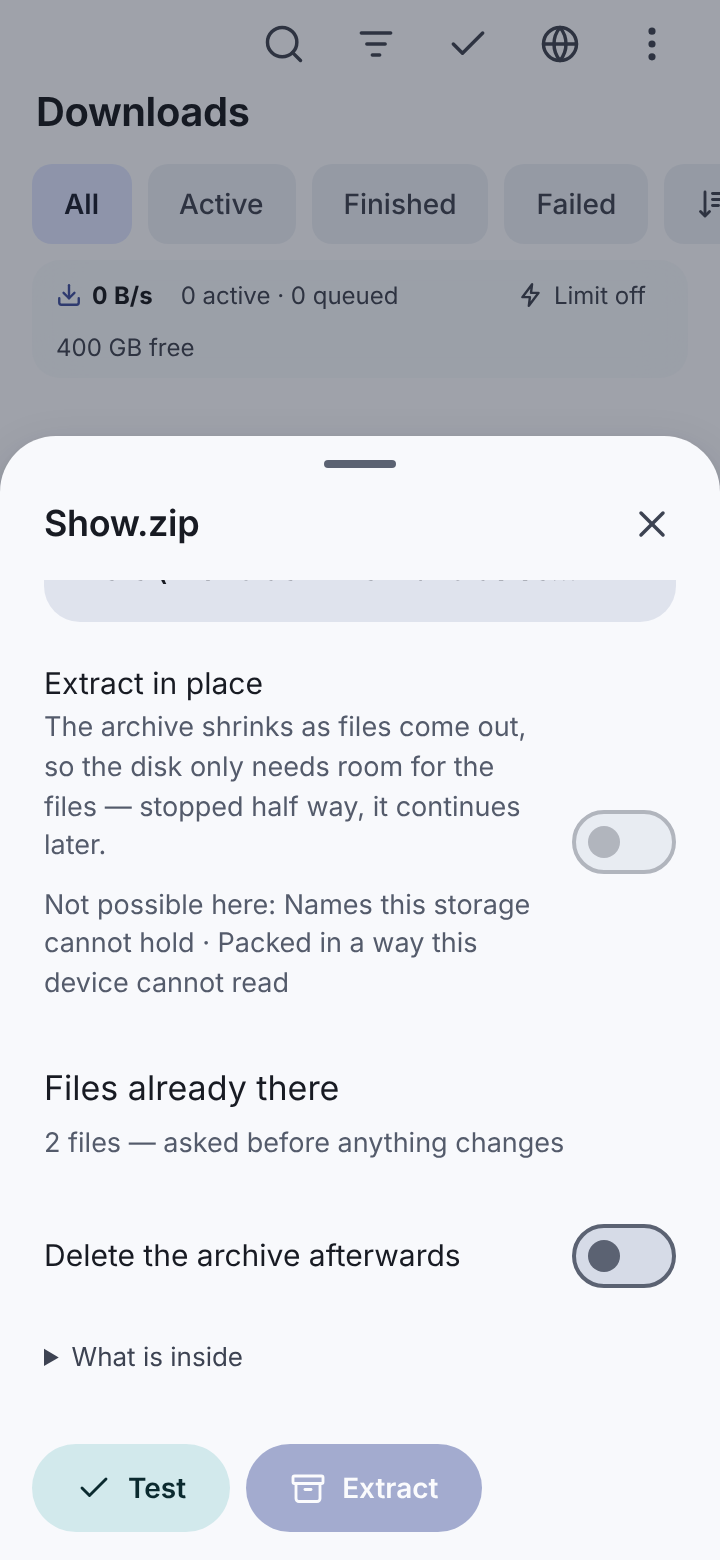 Downloads
All
Active
Finished
Failed
0 B/s
0 active · 0 queued
Limit off
400 GB free
Show.zip
Extract in place
The archive shrinks as files come out,
so the disk only needs room for the
files — stopped half way, it continues
later.
Not possible here: Names this storage
cannot hold · Packed in a way this
device cannot read
Files already there
2 files — asked before anything changes
Delete the archive afterwards
What is inside
Test
Extract